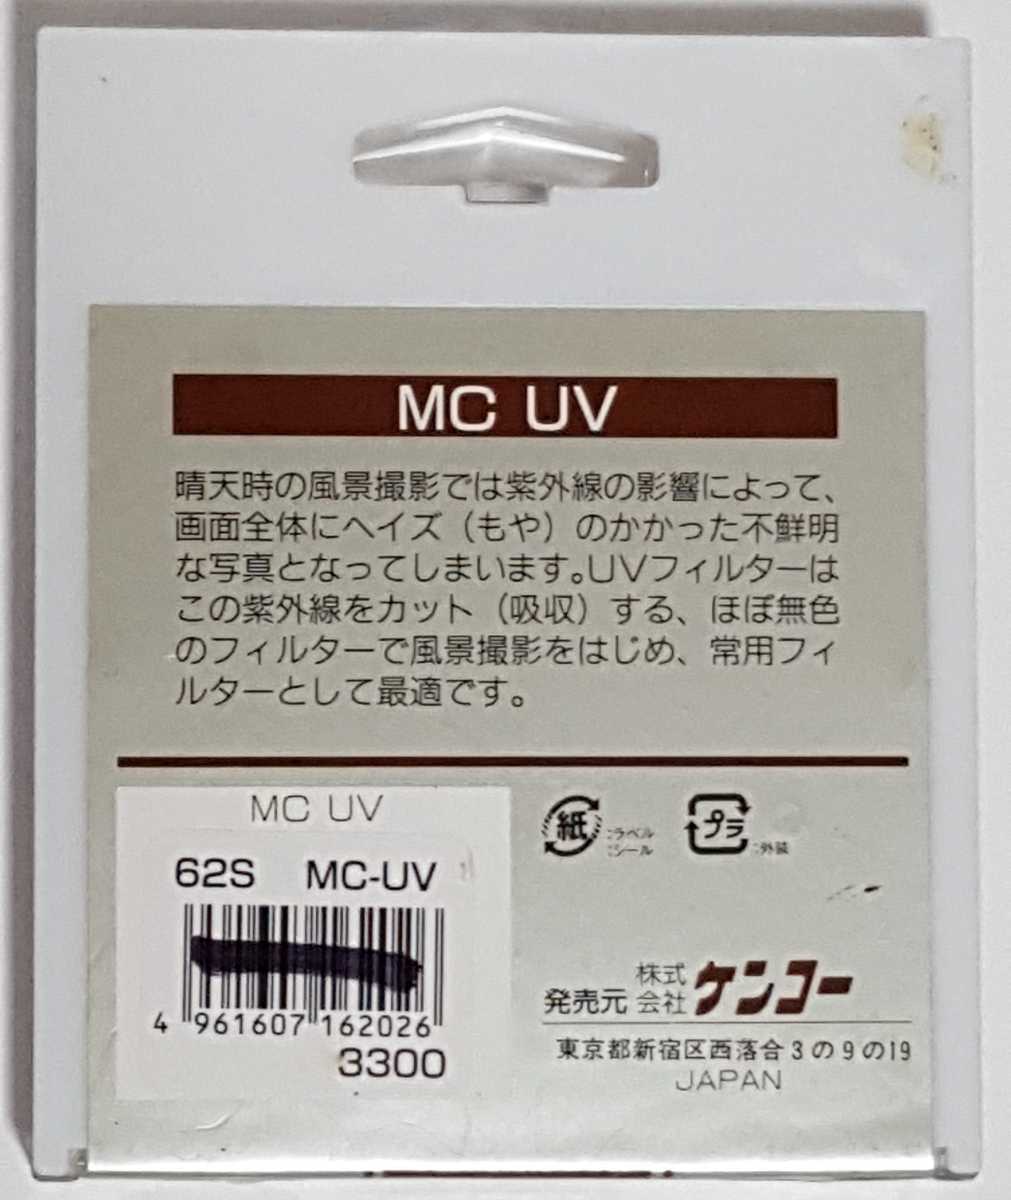 MC UV
晴天時の風景撮影では紫外線の影響によって、
画面全体にヘイズ（もや）のかかった不鮮明
な写真となってしまいます。UVフィルターは
この紫外線をカット（吸収）する、ほぼ無色
のフィルターで風景撮影をはじめ、常用フィ
ルターとして最適です。
MC UV
62S MC-UV
4 961607 162026
3300
紙
:ラベル
:シール
プラ
:外装
発売元 株式会社 ケンコー
東京都新宿区西落合3の9の19
JAPAN